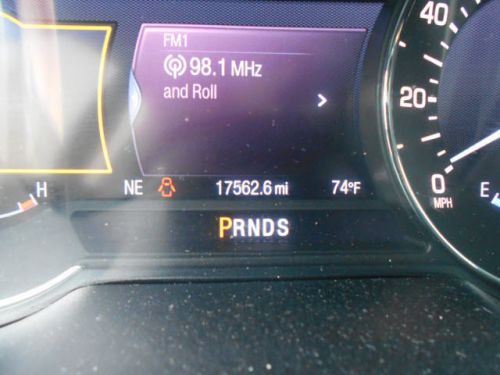 FM1
98.1 MHz
and Roll
H
NE 17562.6 mi 74°F
PRNDS
40
20
0
MPH
E